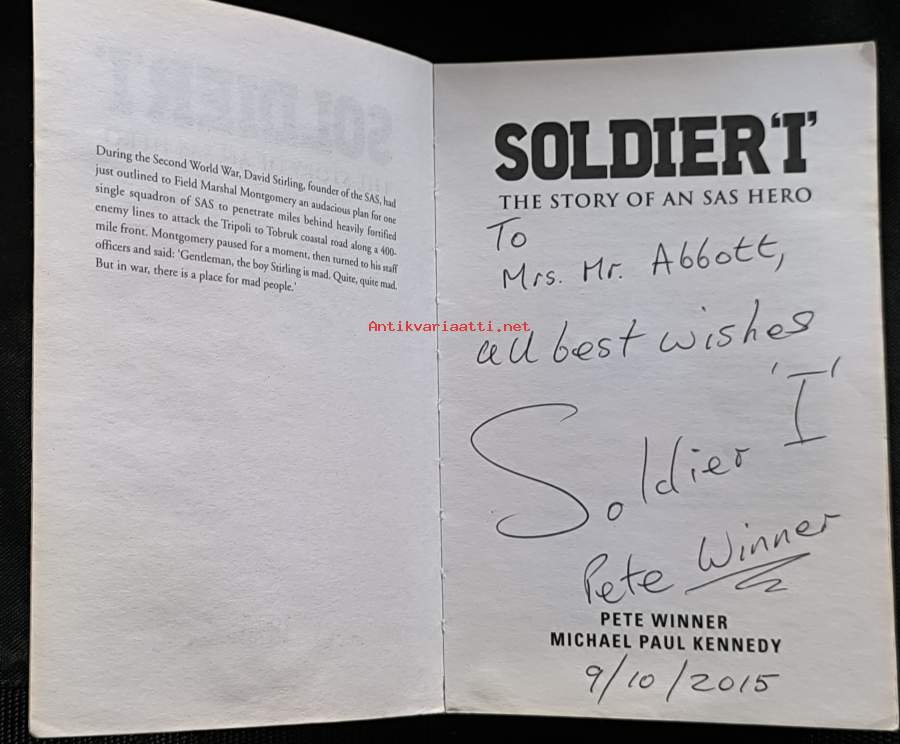 During the Second World War, David Stirling, founder of the SAS, had
just outlined to Field Marshal Montgomery an audacious plan for one
single squadron of SAS to penetrate miles behind heavily fortified
enemy lines to attack the Tripoli to Tobruk coastal road along a 400-
mile front. Montgomery paused for a moment, then turned to his staff
officers and said: 'Gentleman, the boy Stirling is mad. Quite, quite mad.
But in war, there is a place for mad people.'
SOLDIER 'I'
THE STORY OF AN SAS HERO
To
Mrs. Mr. Abbott,
all best wishes
Soldier 'I'
Pete Winner
PETE WINNER
MICHAEL PAUL KENNEDY
9/10/2015
Antikvariaatti.net